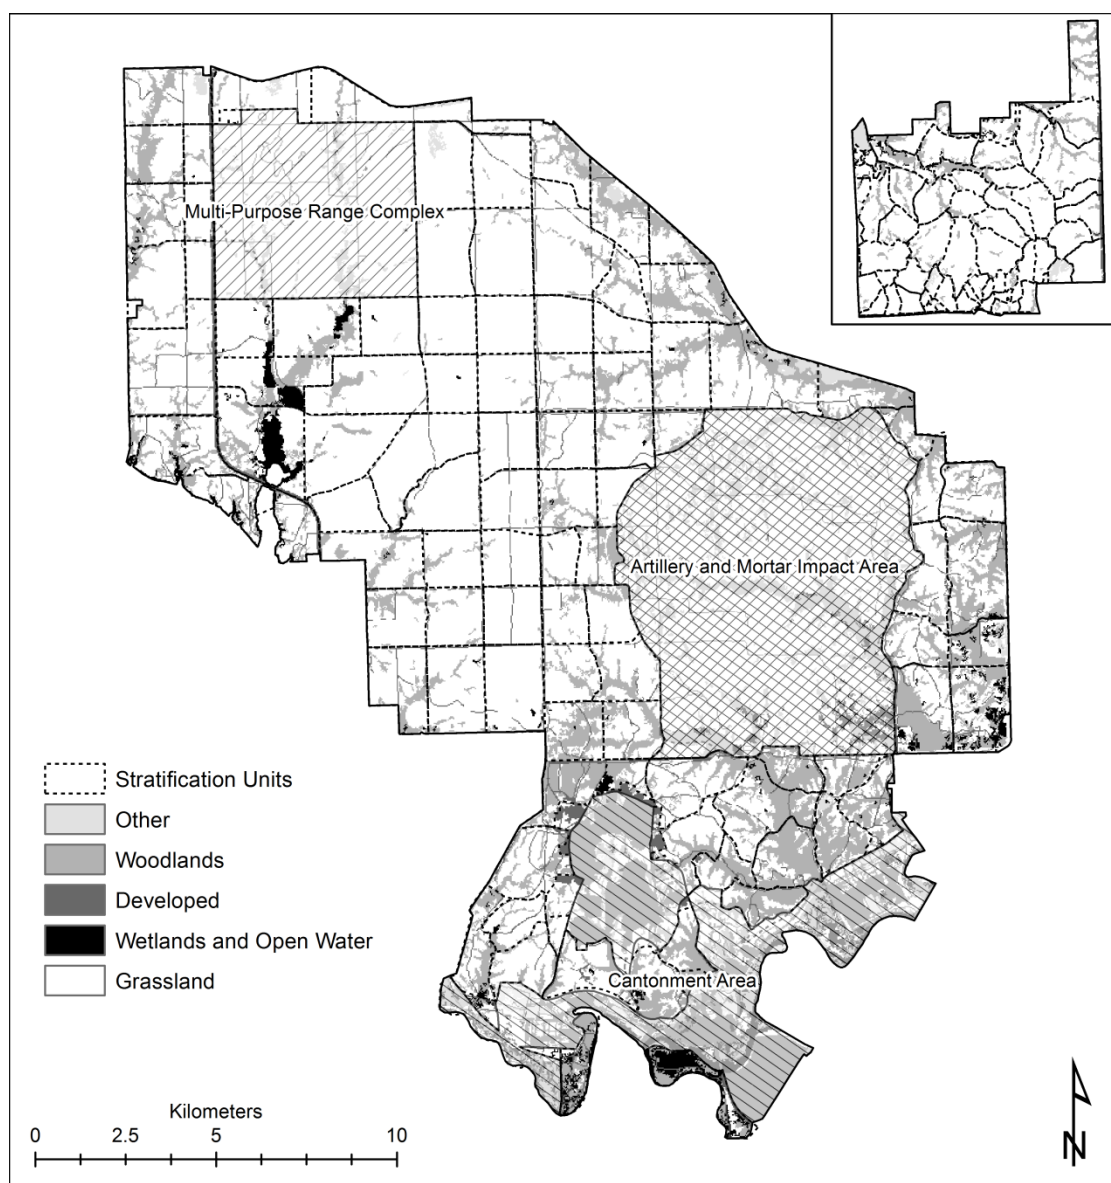 Multi-Purpose Range Complex
Artillery and Mortar Impact Area
Cantonment Area
Stratification Units
Other
Woodlands
Developed
Wetlands and Open Water
Grassland
Kilometers
0 2.5 5 10
N